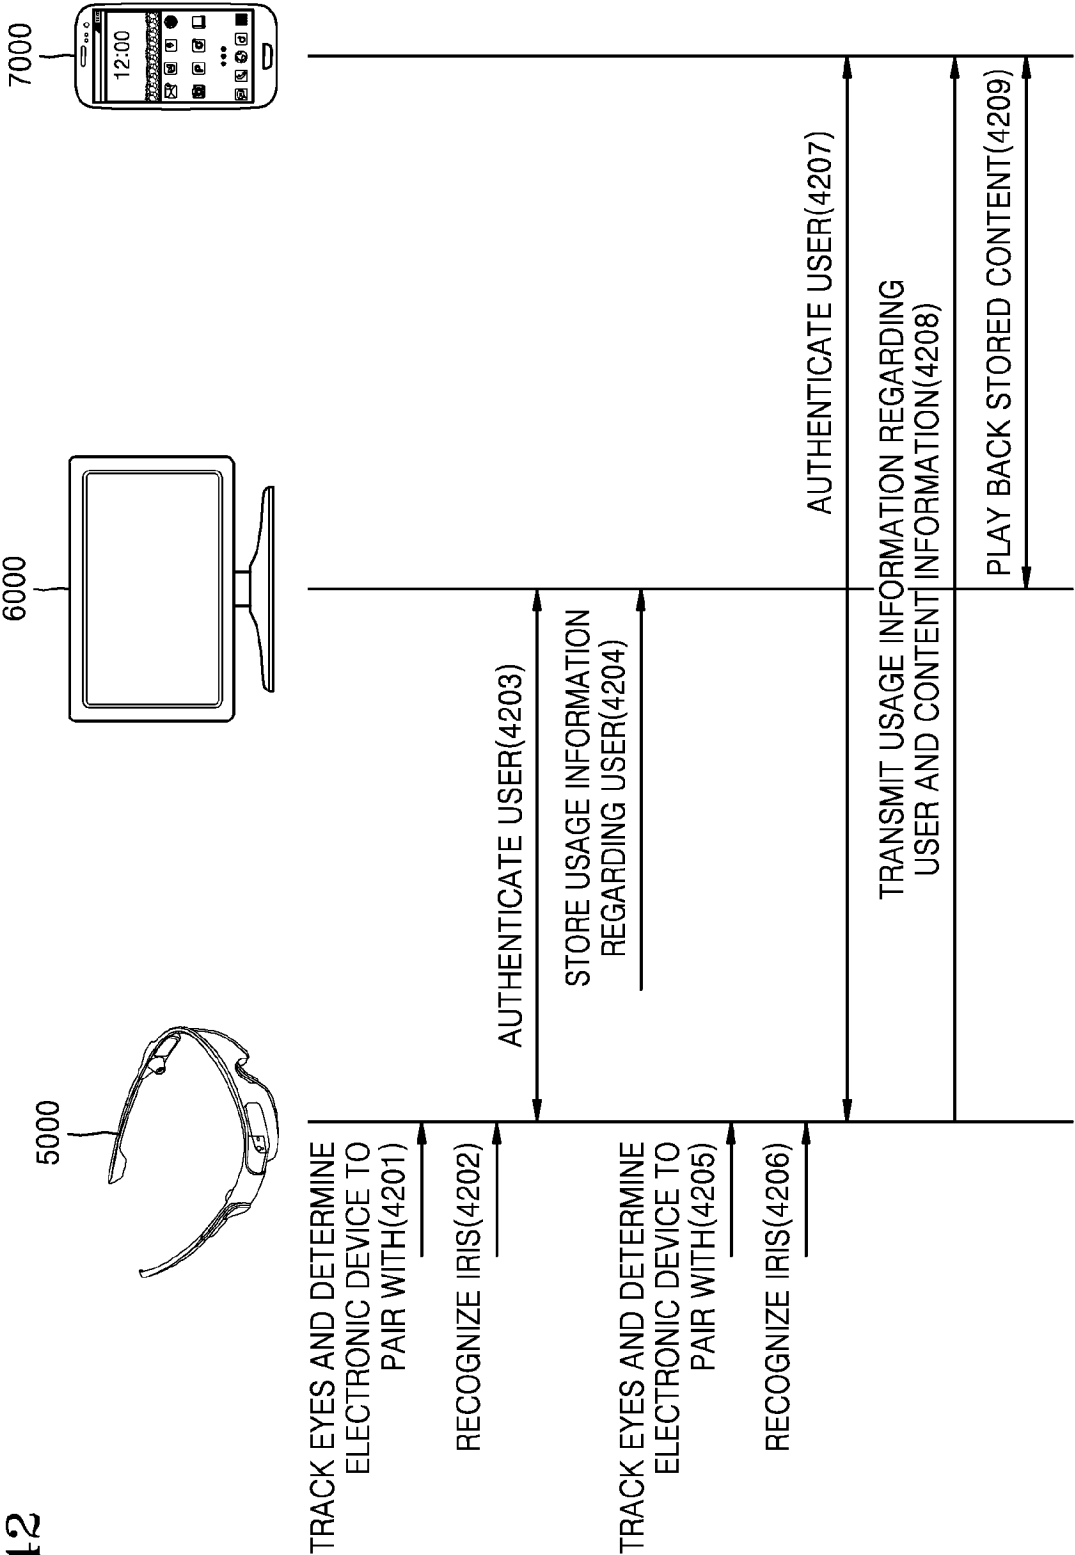 42
5000
6000
7000
12:00
TRACK EYES AND DETERMINE
ELECTRONIC DEVICE TO
PAIR WITH(4201)
RECOGNIZE IRIS(4202)
AUTHENTICATE USER(4203)
STORE USAGE INFORMATION
REGARDING USER(4204)
TRACK EYES AND DETERMINE
ELECTRONIC DEVICE TO
PAIR WITH(4205)
RECOGNIZE IRIS(4206)
AUTHENTICATE USER(4207)
TRANSMIT USAGE INFORMATION REGARDING
USER AND CONTENT INFORMATION(4208)
PLAY BACK STORED CONTENT(4209)